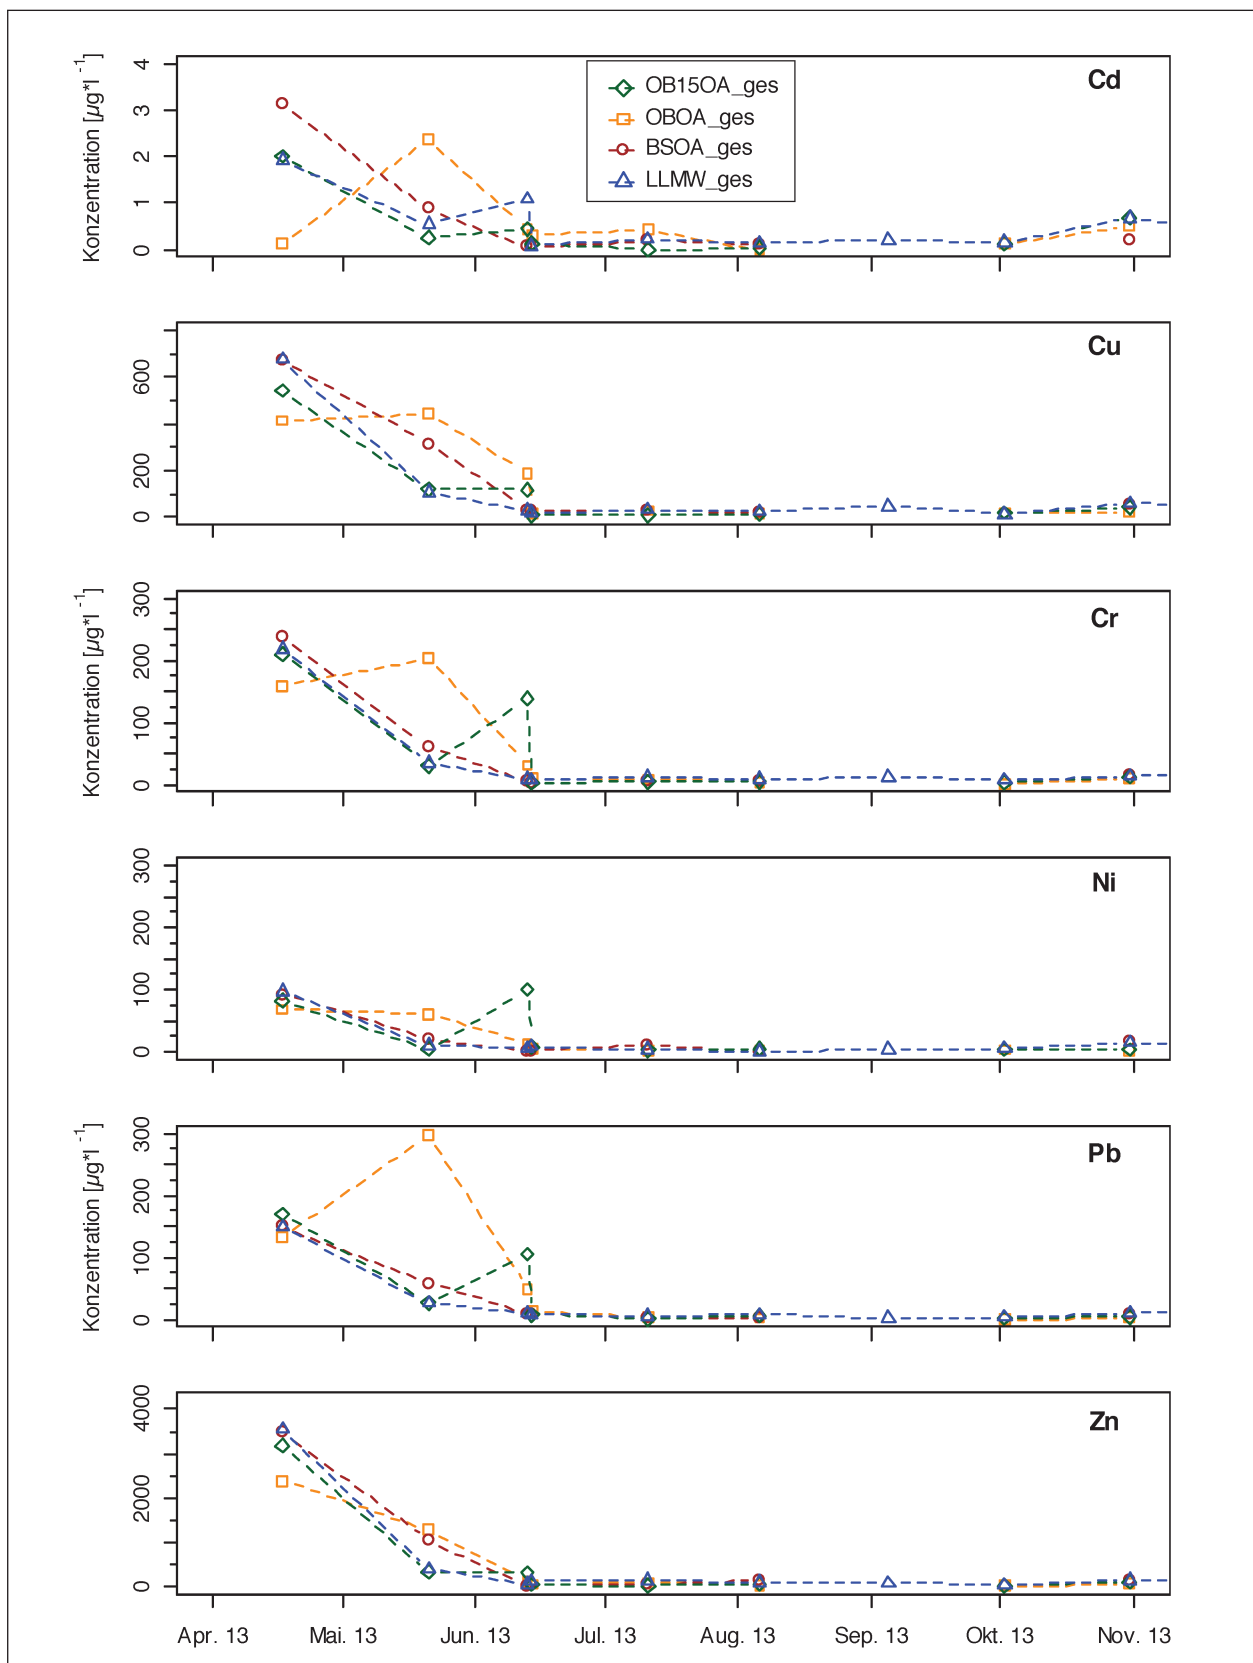 Konzentration [µg*l⁻¹]
4
3
2
1
0
Cd
OB15OA_ges
OBOA_ges
BSOA_ges
LLMW_ges
600
200
0
Cu
Konzentration [µg*l⁻¹]
300
200
100
0
Cr
300
200
100
0
Ni
Konzentration [µg*l⁻¹]
300
200
100
0
Pb
4000
2000
0
Zn
Apr. 13 Mai. 13 Jun. 13 Jul. 13 Aug. 13 Sep. 13 Okt. 13 Nov. 13